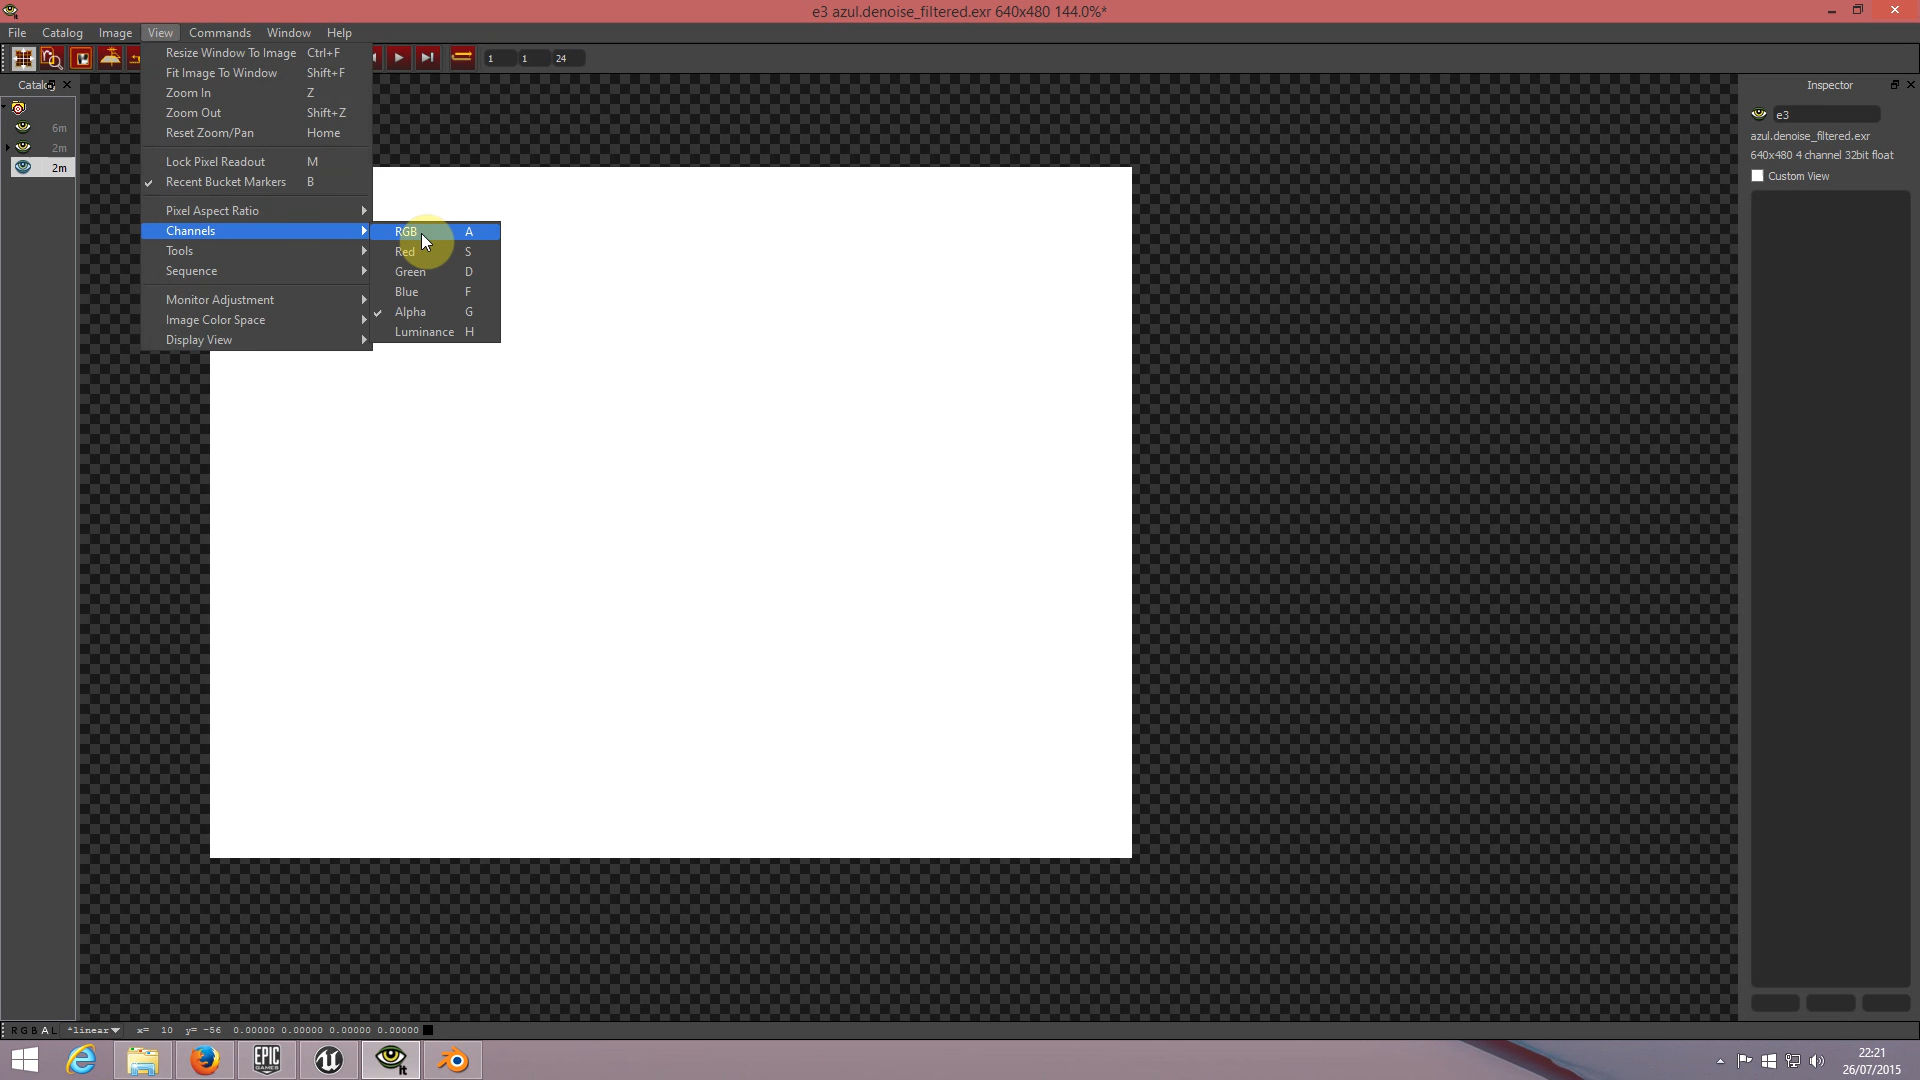 e3 azul.denoise_filtered.exr 640x480 144.0%*
File Catalog Image View Commands Window Help
1 1 24
Resize Window To Image Ctrl+F
Fit Image To Window Shift+F
Zoom In Z
Zoom Out Shift+Z
Reset Zoom/Pan Home
Lock Pixel Readout M
Recent Bucket Markers B
Pixel Aspect Ratio
Channels
Tools
Sequence
Monitor Adjustment
Image Color Space
Display View
RGB A
Red S
Green D
Blue F
Alpha G
Luminance H
Catalog
6m
2m
2m
Inspector
e3
azul.denoise_filtered.exr
640x480 4 channel 32bit float
Custom View
R G B A L *linear x= 10 y= -56 0.00000 0.00000 0.00000 0.00000
EPIC
GAMES
It
22:21
26/07/2015